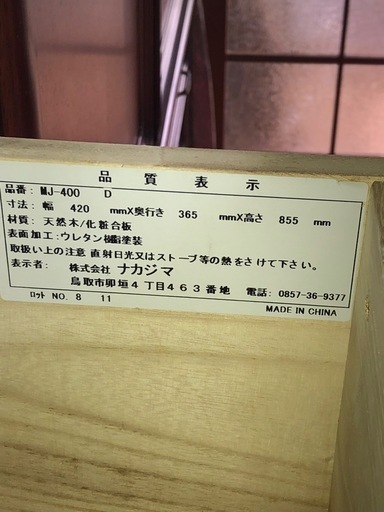 品質表示
品番: MJ-400 D
寸法: 幅 420 mmX奥行き 365 mmX高さ 855 mm
材質: 天然木/化粧合板
表面加工:ウレタン樹脂塗装
取扱い上の注意 直射日光又はストーブ等の熱をさけて下さい。
表示者: 株式会社 ナカジマ
鳥取市卯垣4丁目463番地 電話: 0857-36-9377
ロット NO. 8 11
MADE IN CHINA